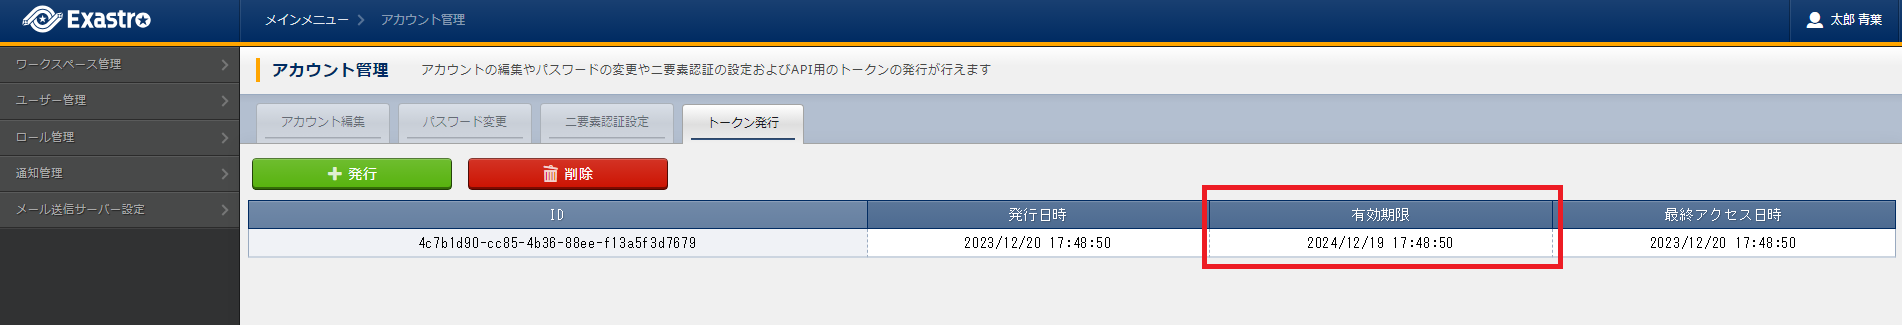 Exastro
メインメニュー アカウント管理
太郎 青葉
ワークスペース管理
ユーザー管理
ロール管理
通知管理
メール送信サーバー設定
アカウント管理 アカウントの編集やパスワードの変更や二要素認証の設定およびAPI用のトークンの発行が行えます
アカウント編集 パスワード変更 二要素認証設定 トークン発行
発行 削除
ID 発行日時 有効期限 最終アクセス日時
4c7b1d90-cc85-4b36-88ee-f13a5f3d7679 2023/12/20 17:48:50 2024/12/19 17:48:50 2023/12/20 17:48:50